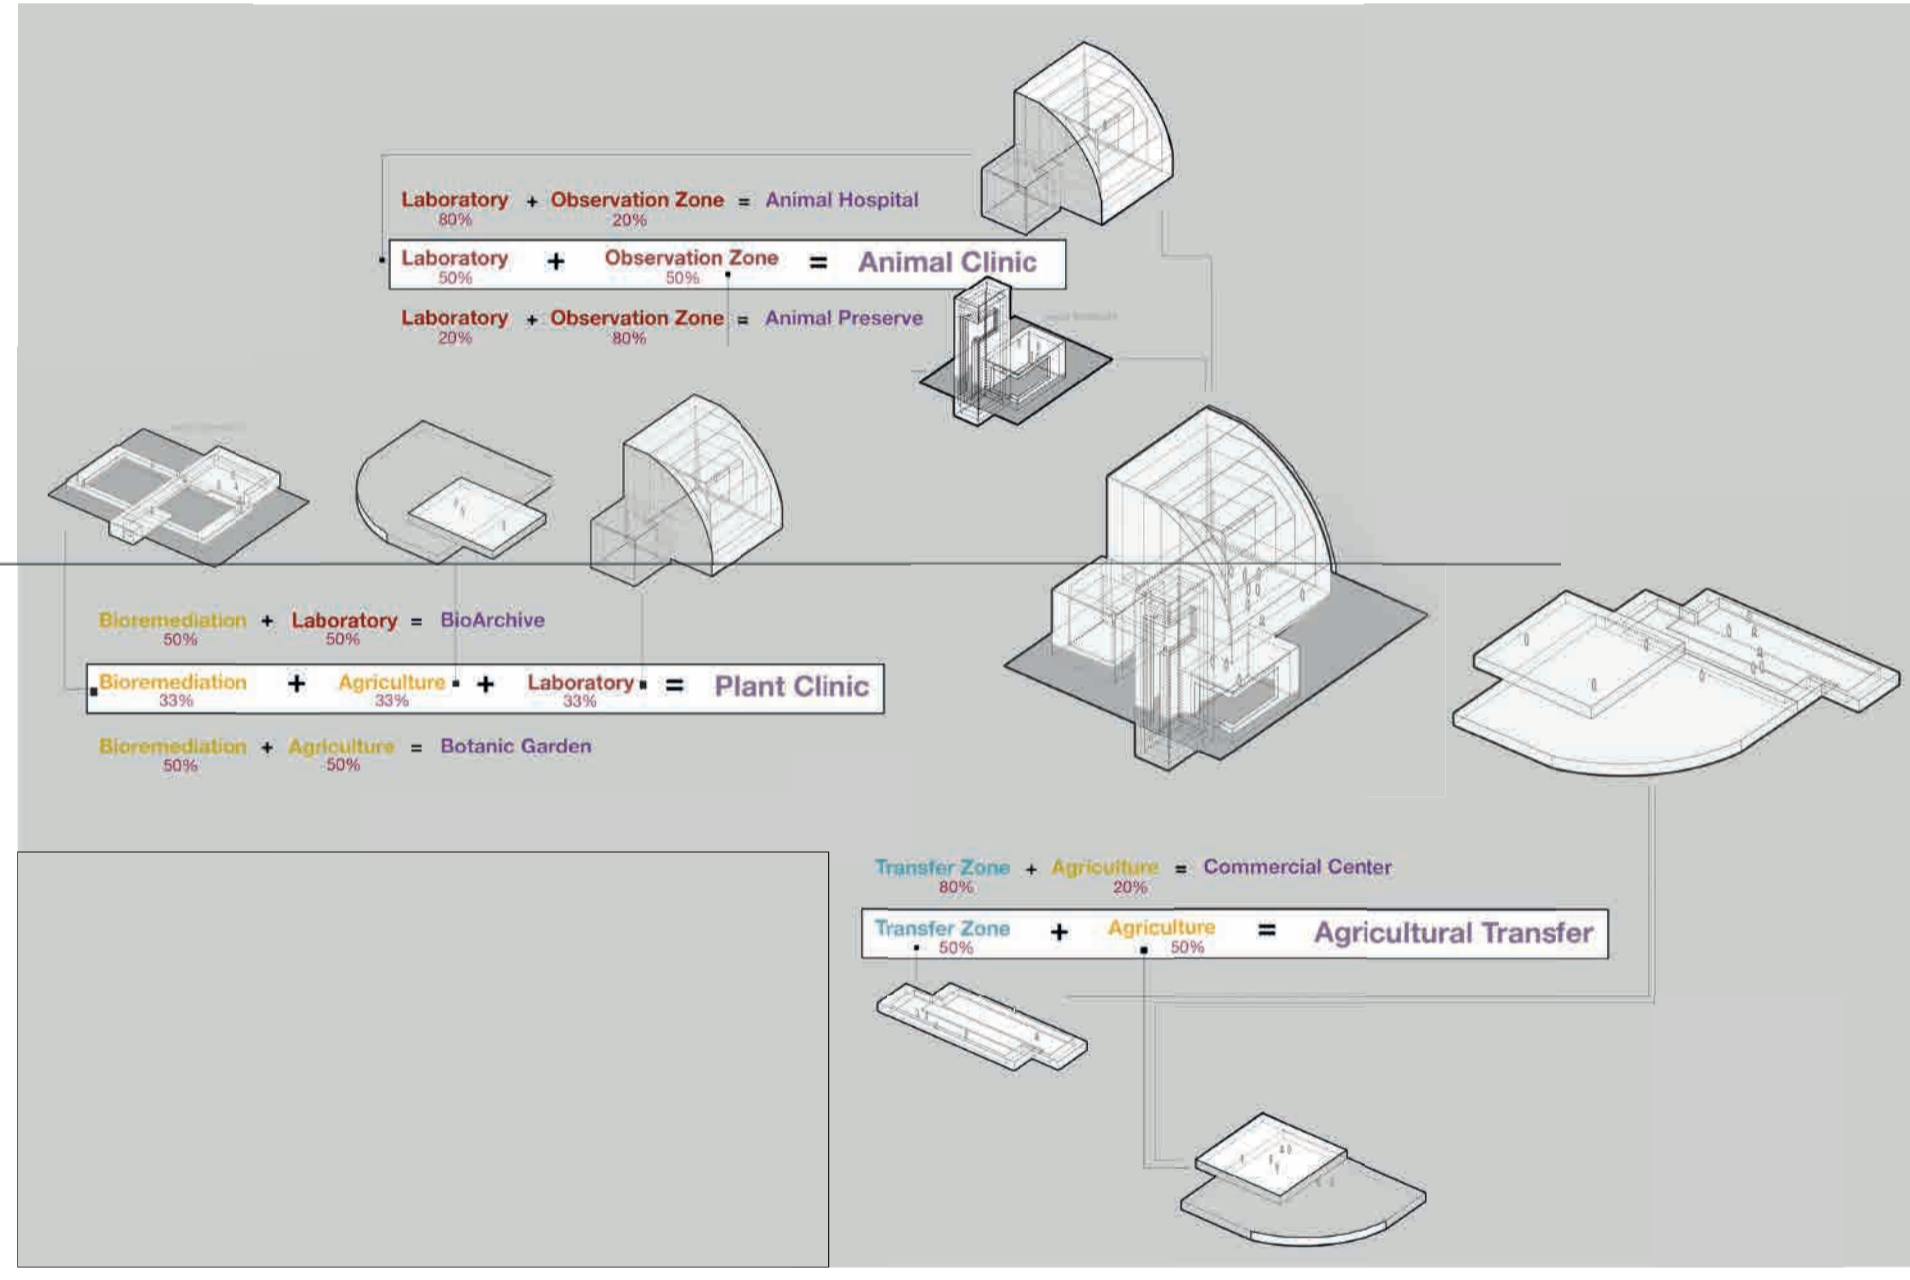 Laboratory + Observation Zone = Animal Hospital
80% 20%
Laboratory + Observation Zone = Animal Clinic
50% 50%
Laboratory + Observation Zone = Animal Preserve
20% 80%
Bioremediation + Laboratory = BioArchive
50% 50%
Bioremediation + Agriculture + Laboratory = Plant Clinic
33% 33% 33%
Bioremediation + Agriculture = Botanic Garden
50% 50%
Transfer Zone + Agriculture = Commercial Center
80% 20%
Transfer Zone + Agriculture = Agricultural Transfer
50% 50%